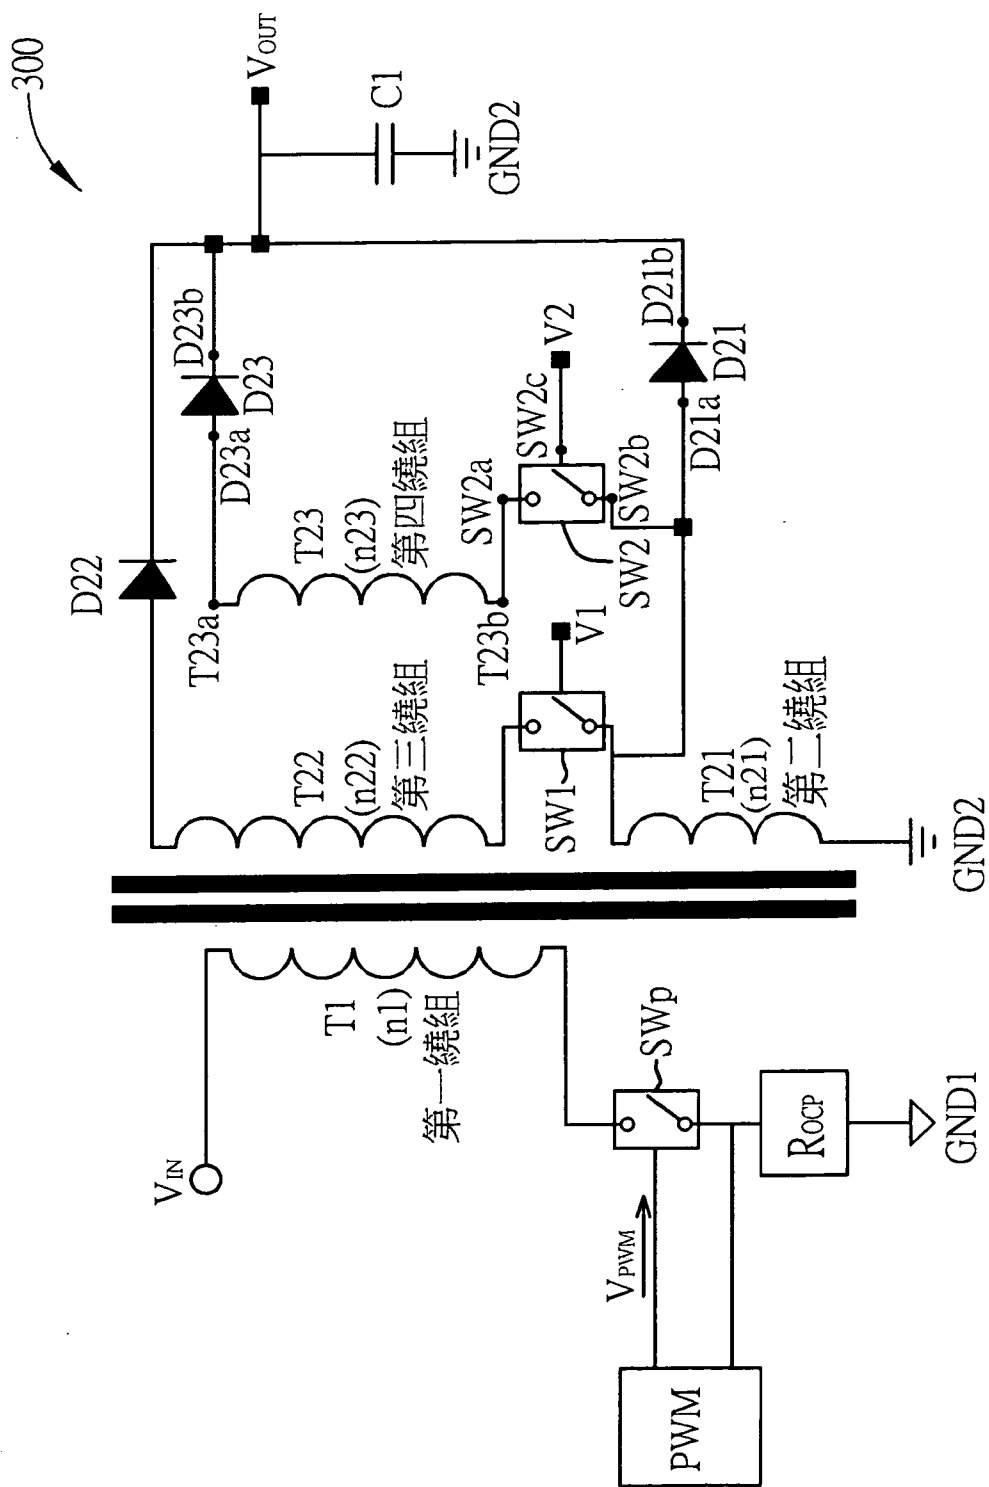 300
VOUT
C1
GND2
D22
D23b
D23
D23a
T23a
T23
(n23)
第四繞組
T23b
SW2a
SW2c
V2
SW2b
SW2
D21b
D21
D21a
T22
(n22)
第三繞組
V1
SW1
T21
(n21)
第二繞組
GND2
T1
(n1)
第一繞組
VIN
SWp
VPWM
PWM
ROCP
GND1